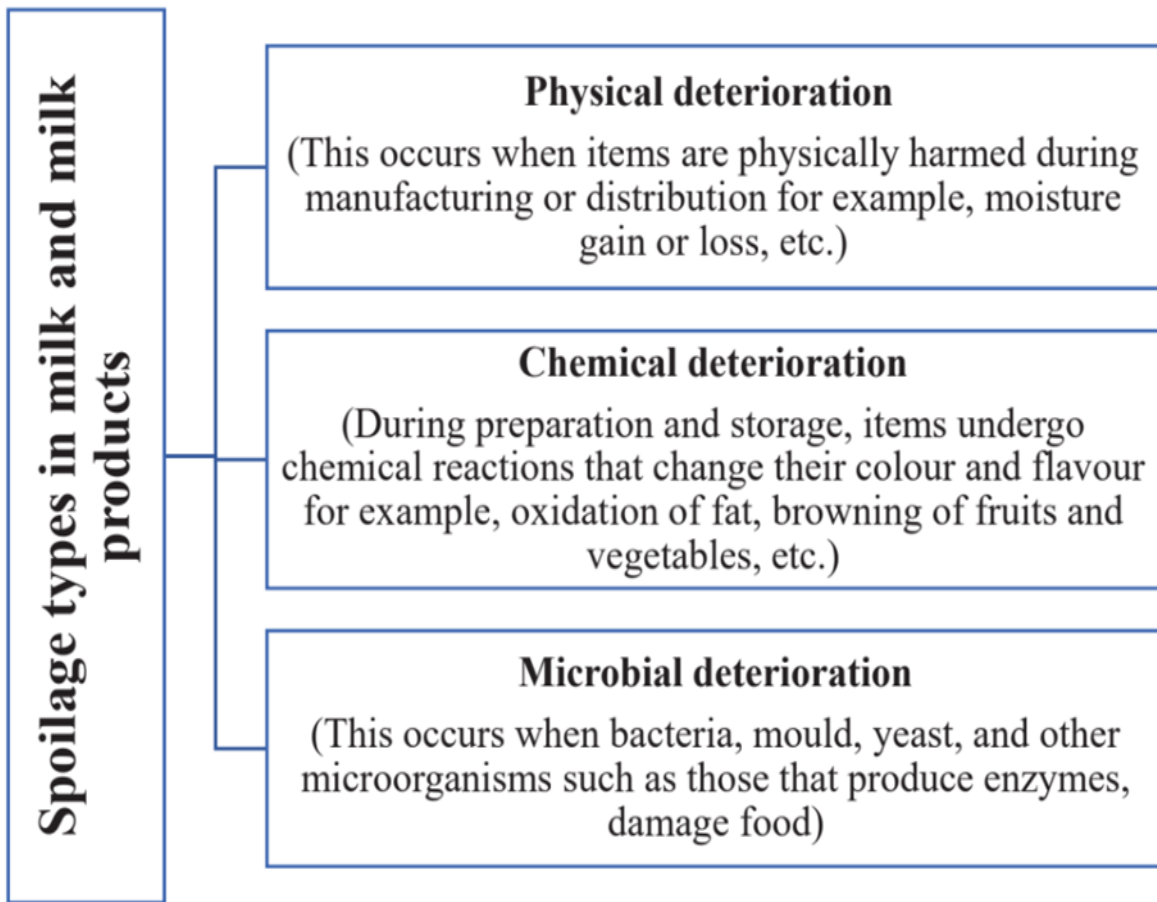 Spoilage types in milk and milk
products
Physical deterioration
(This occurs when items are physically harmed during
manufacturing or distribution for example, moisture
gain or loss, etc.)
Chemical deterioration
(During preparation and storage, items undergo
chemical reactions that change their colour and flavour
for example, oxidation of fat, browning of fruits and
vegetables, etc.)
Microbial deterioration
(This occurs when bacteria, mould, yeast, and other
microorganisms such as those that produce enzymes,
damage food)